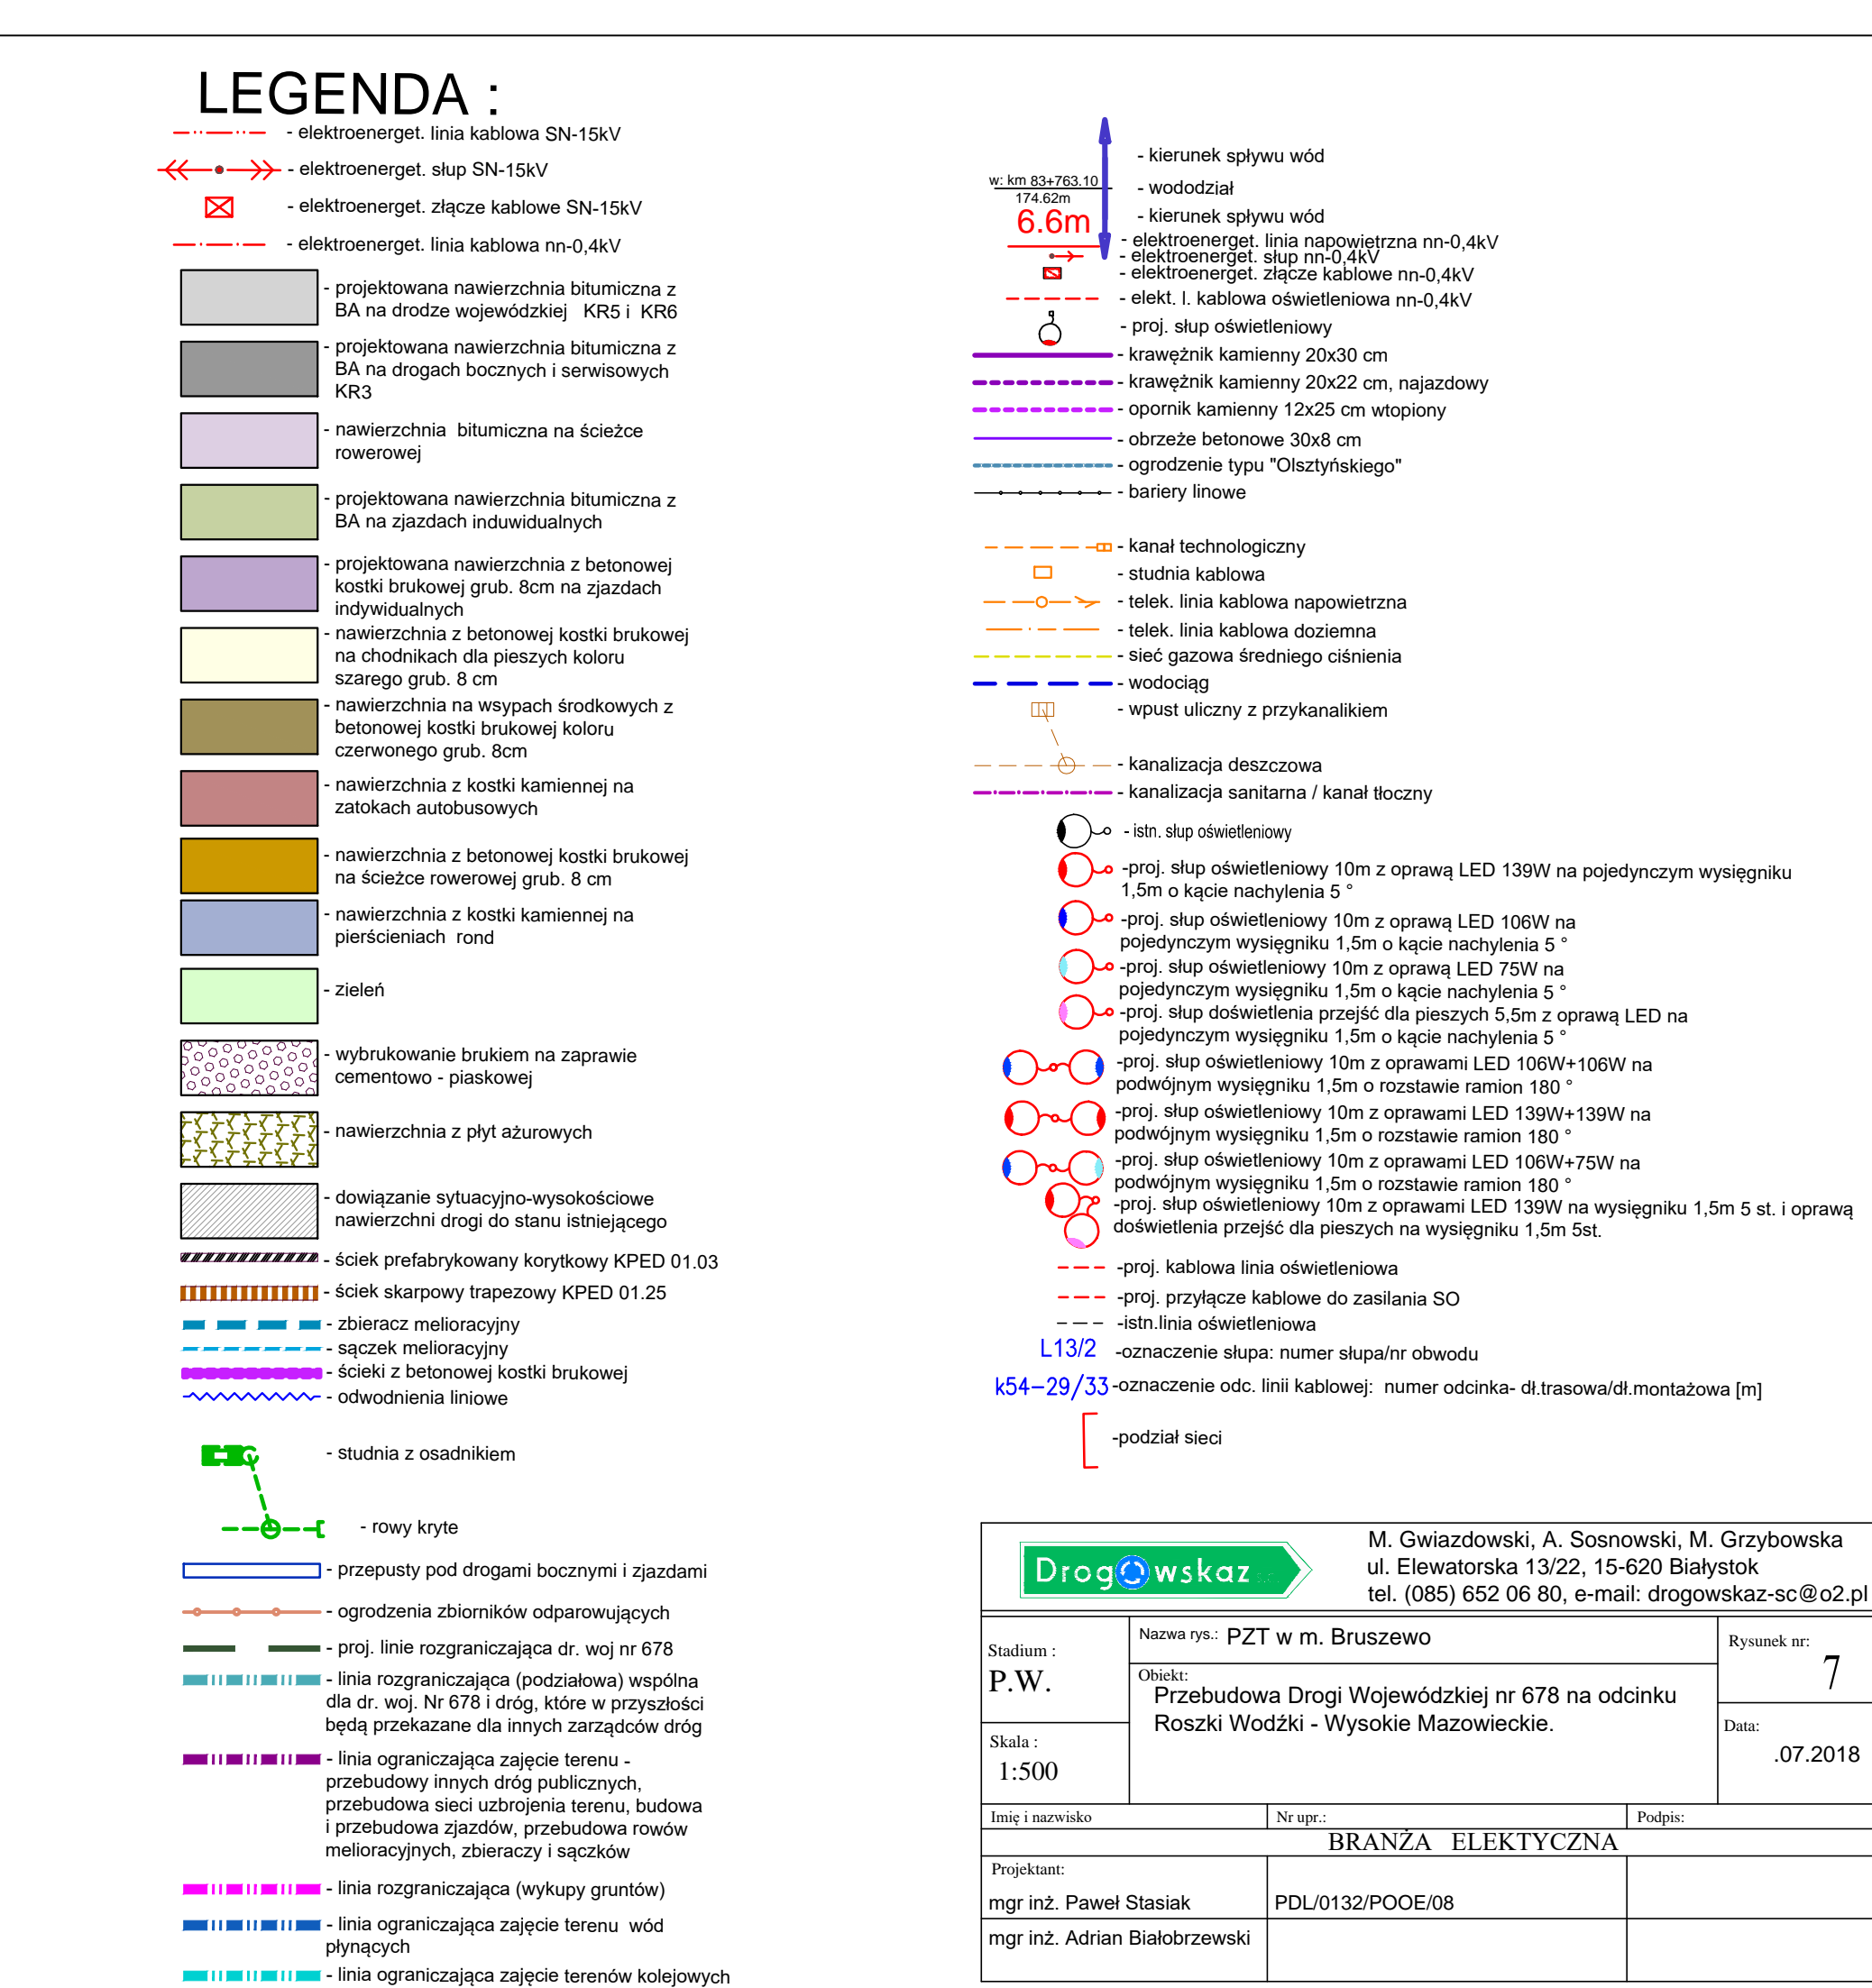 LEGENDA :
- elektroenerget. linia kablowa SN-15kV
- elektroenerget. słup SN-15kV
- elektroenerget. złącze kablowe SN-15kV
- elektroenerget. linia kablowa nn-0,4kV
- projektowana nawierzchnia bitumiczna z
BA na drodze wojewódzkiej KR5 i KR6
- projektowana nawierzchnia bitumiczna z
BA na drogach bocznych i serwisowych
KR3
- nawierzchnia bitumiczna na ścieżce
rowerowej
- projektowana nawierzchnia bitumiczna z
BA na zjazdach induwidualnych
- projektowana nawierzchnia z betonowej
kostki brukowej grub. 8cm na zjazdach
indywidualnych
- nawierzchnia z betonowej kostki brukowej
na chodnikach dla pieszych koloru
szarego grub. 8 cm
- nawierzchnia na wsypach środkowych z
betonowej kostki brukowej koloru
czerwonego grub. 8cm
- nawierzchnia z kostki kamiennej na
zatokach autobusowych
- nawierzchnia z betonowej kostki brukowej
na ścieżce rowerowej grub. 8 cm
- nawierzchnia z kostki kamiennej na
pierścieniach rond
- zieleń
- wybrukowanie brukiem na zaprawie
cementowo - piaskowej
- nawierzchnia z płyt ażurowych
- dowiązanie sytuacyjno-wysokościowe
nawierzchni drogi do stanu istniejącego
- ściek prefabrykowany korytkowy KPED 01.03
- ściek skarpowy trapezowy KPED 01.25
- zbieracz melioracyjny
- sączek melioracyjny
- ścieki z betonowej kostki brukowej
- odwodnienia liniowe
- studnia z osadnikiem
- rowy kryte
- przepusty pod drogami bocznymi i zjazdami
- ogrodzenia zbiorników odparowujących
- proj. linie rozgraniczająca dr. woj nr 678
- linia rozgraniczająca (podziałowa) wspólna
dla dr. woj. Nr 678 i dróg, które w przyszłości
będą przekazane dla innych zarządców dróg
- linia ograniczająca zajęcie terenu -
przebudowy innych dróg publicznych,
przebudowa sieci uzbrojenia terenu, budowa
i przebudowa zjazdów, przebudowa rowów
melioracyjnych, zbieraczy i sączków
- linia rozgraniczająca (wykupy gruntów)
- linia ograniczająca zajęcie terenu wód
płynących
- linia ograniczająca zajęcie terenów kolejowych
- kierunek spływu wód
w: km 83+763.10 - wododział
174.62m
- kierunek spływu wód
6.6m
- elektroenerget. linia napowietrzna nn-0,4kV
- elektroenerget. słup nn-0,4kV
- elektroenerget. złącze kablowe nn-0,4kV
- elekt. l. kablowa oświetleniowa nn-0,4kV
- proj. słup oświetleniowy
- krawężnik kamienny 20x30 cm
- krawężnik kamienny 20x22 cm, najazdowy
- opornik kamienny 12x25 cm wtopiony
- obrzeże betonowe 30x8 cm
- ogrodzenie typu "Olsztyńskiego"
- bariery linowe
- kanał technologiczny
- studnia kablowa
- telek. linia kablowa napowietrzna
- telek. linia kablowa doziemna
- sieć gazowa średniego ciśnienia
- wodociąg
- wpust uliczny z przykanalikiem
- kanalizacja deszczowa
- kanalizacja sanitarna / kanał tłoczny
- istn. słup oświetleniowy
-proj. słup oświetleniowy 10m z oprawą LED 139W na pojedynczym wysięgniku
1,5m o kącie nachylenia 5 °
-proj. słup oświetleniowy 10m z oprawą LED 106W na
pojedynczym wysięgniku 1,5m o kącie nachylenia 5 °
-proj. słup oświetleniowy 10m z oprawą LED 75W na
pojedynczym wysięgniku 1,5m o kącie nachylenia 5 °
-proj. słup doświetlenia przejść dla pieszych 5,5m z oprawą LED na
pojedynczym wysięgniku 1,5m o kącie nachylenia 5 °
-proj. słup oświetleniowy 10m z oprawami LED 106W+106W na
podwójnym wysięgniku 1,5m o rozstawie ramion 180 °
-proj. słup oświetleniowy 10m z oprawami LED 139W+139W na
podwójnym wysięgniku 1,5m o rozstawie ramion 180 °
-proj. słup oświetleniowy 10m z oprawami LED 106W+75W na
podwójnym wysięgniku 1,5m o rozstawie ramion 180 °
-proj. słup oświetleniowy 10m z oprawami LED 139W na wysięgniku 1,5m 5 st. i oprawą
doświetlenia przejść dla pieszych na wysięgniku 1,5m 5st.
-proj. kablowa linia oświetleniowa
-proj. przyłącze kablowe do zasilania SO
-istn.linia oświetleniowa
L13/2 -oznaczenie słupa: numer słupa/nr obwodu
k54-29/33 -oznaczenie odc. linii kablowej: numer odcinka- dł.trasowa/dł.montażowa [m]
-podział sieci
Drogowskaz
M. Gwiazdowski, A. Sosnowski, M. Grzybowska
ul. Elewatorska 13/22, 15-620 Białystok
tel. (085) 652 06 80, e-mail: drogowskaz-sc@o2.pl
Stadium :
P.W.
Nazwa rys.: PZT w m. Bruszewo
Rysunek nr:
7
Obiekt:
Przebudowa Drogi Wojewódzkiej nr 678 na odcinku
Roszki Wodźki - Wysokie Mazowieckie.
Skala :
1:500
Data:
.07.2018
Imię i nazwisko Nr upr.: Podpis:
BRANŻA ELEKTYCZNA
Projektant:
mgr inż. Paweł Stasiak PDL/0132/POOE/08
mgr inż. Adrian Białobrzewski